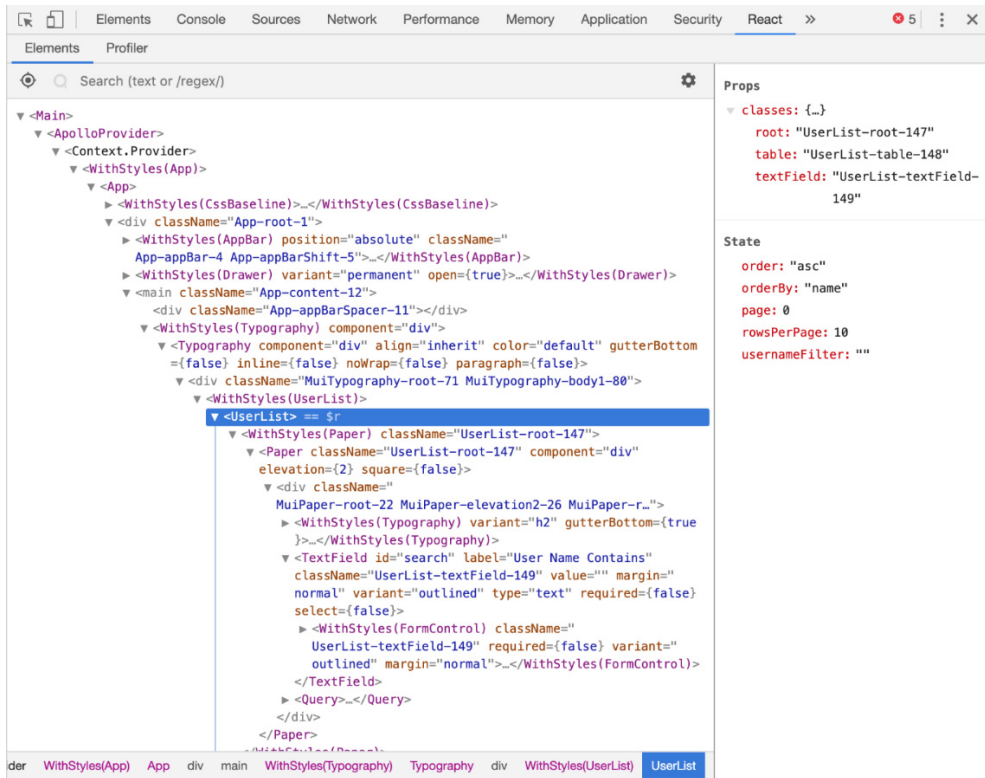 Elements Console Sources Network Performance Memory Application Security React » 5
Elements Profiler
Search (text or /regex/)
▼ <Main>
▼ <ApolloProvider>
▼ <Context.Provider>
▼ <WithStyles(App)>
▼ <App>
▶ <WithStyles(CssBaseline)>…</WithStyles(CssBaseline)>
▼ <div className="App-root-1">
▶ <WithStyles(AppBar) position="absolute" className="
App-appBar-4 App-appBarShift-5">…</WithStyles(AppBar)>
▶ <WithStyles(Drawer) variant="permanent" open={true}>…</WithStyles(Drawer)>
▼ <main className="App-content-12">
<div className="App-appBarSpacer-11"></div>
▼ <WithStyles(Typography) component="div">
▼ <Typography component="div" align="inherit" color="default" gutterBottom
={false} inline={false} noWrap={false} paragraph={false}>
▼ <div className="MuiTypography-root-71 MuiTypography-body1-80">
▼ <WithStyles(UserList)>
▼ <UserList> == $r
▼ <WithStyles(Paper) className="UserList-root-147">
▼ <Paper className="UserList-root-147" component="div"
elevation={2} square={false}>
▼ <div className="
MuiPaper-root-22 MuiPaper-elevation2-26 MuiPaper-r…">
▶ <WithStyles(Typography) variant="h2" gutterBottom={true
}>…</WithStyles(Typography)>
▼ <TextField id="search" label="User Name Contains"
className="UserList-textField-149" value="" margin="
normal" variant="outlined" type="text" required={false}
select={false}>
▶ <WithStyles(FormControl) className="
UserList-textField-149" required={false} variant="
outlined" margin="normal">…</WithStyles(FormControl)>
</TextField>
▶ <Query>…</Query>
</div>
</Paper>
</WithStyles(Paper)>
der WithStyles(App) App div main WithStyles(Typography) Typography div WithStyles(UserList) UserList
Props
▼ classes: {…}
root: "UserList-root-147"
table: "UserList-table-148"
textField: "UserList-textField-
149"
State
order: "asc"
orderBy: "name"
page: 0
rowsPerPage: 10
usernameFilter: ""